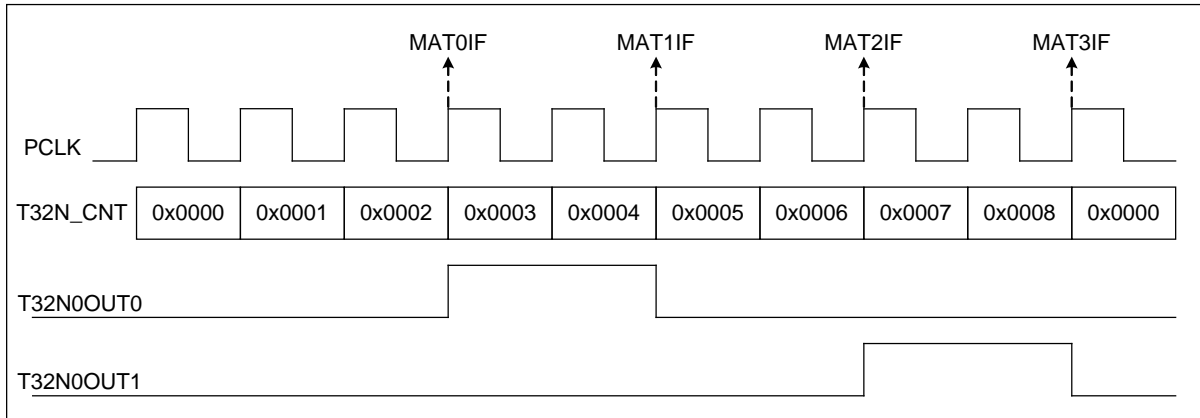 MAT0IF MAT1IF MAT2IF MAT3IF
PCLK
T32N_CNT 0x0000 0x0001 0x0002 0x0003 0x0004 0x0005 0x0006 0x0007 0x0008 0x0000
T32N0OUT0
T32N0OUT1